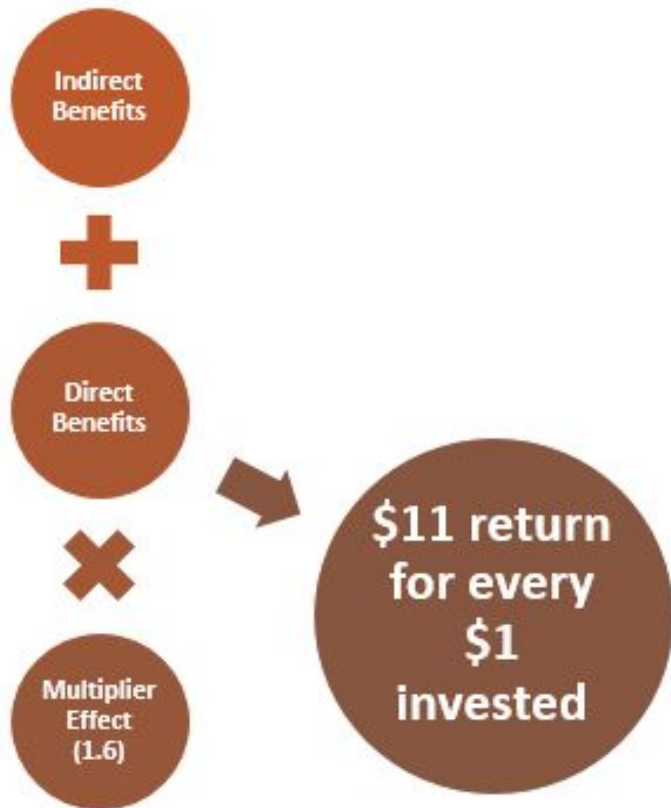 Indirect
Benefits
Direct
Benefits
Multiplier
Effect
(1.6)
$11 return
for every
$1
invested